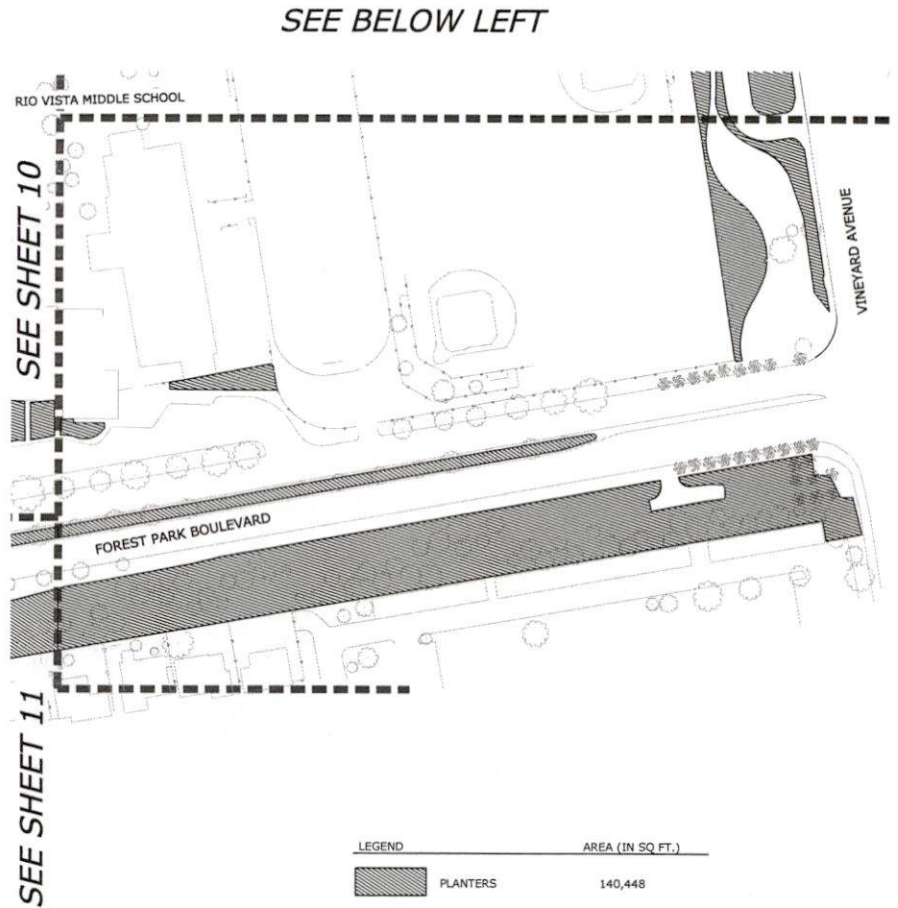 SEE BELOW LEFT
RIO VISTA MIDDLE SCHOOL
SEE SHEET 10
VINEYARD AVENUE
FOREST PARK BOULEVARD
SEE SHEET 11
LEGEND AREA (IN SQ FT.)
PLANTERS 140,448